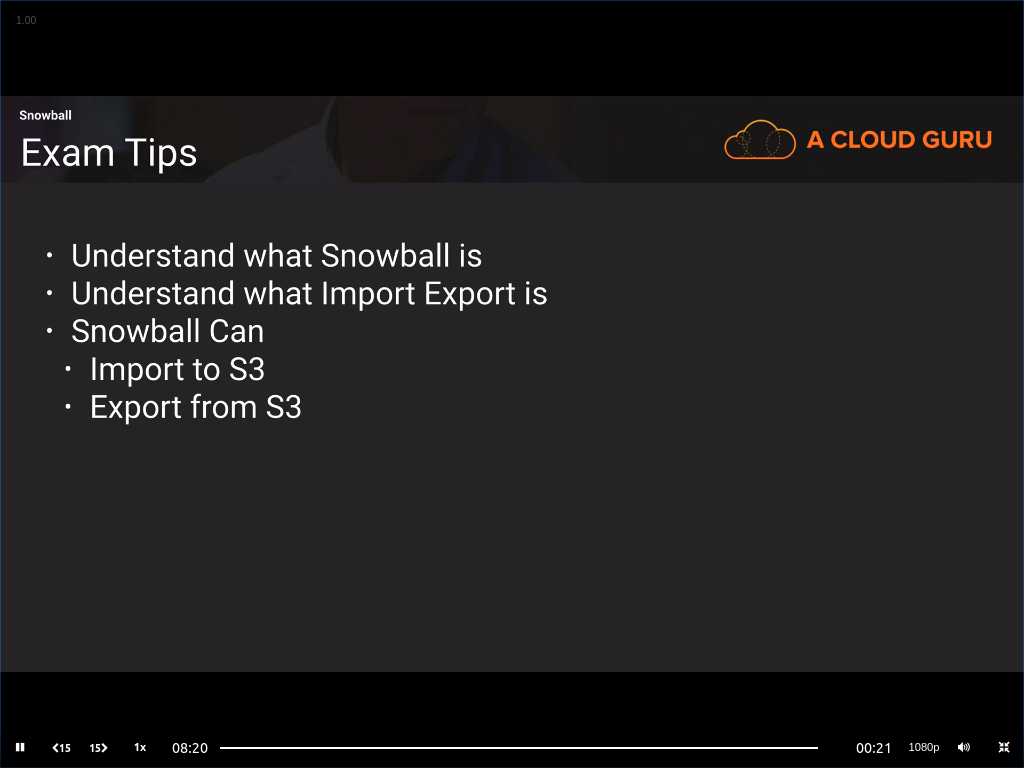 1.00
Snowball
Exam Tips
A CLOUD GURU
• Understand what Snowball is
• Understand what Import Export is
• Snowball Can
• Import to S3
• Export from S3
15 15 1x 08:20 00:21 1080p